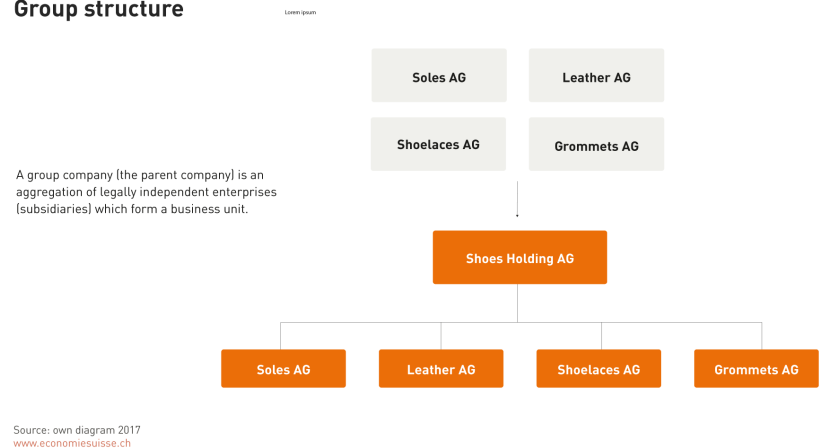 Group structure
Lorem ipsum
Soles AG
Leather AG
Shoelaces AG
Grommets AG
A group company (the parent company) is an
aggregation of legally independent enterprises
(subsidiaries) which form a business unit.
Shoes Holding AG
Soles AG
Leather AG
Shoelaces AG
Grommets AG
Source: own diagram 2017
www.economiesuisse.ch